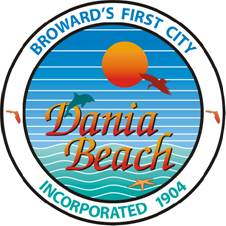 BROWARD'S FIRST CITY
Dania
Beach
INCORPORATED 1904